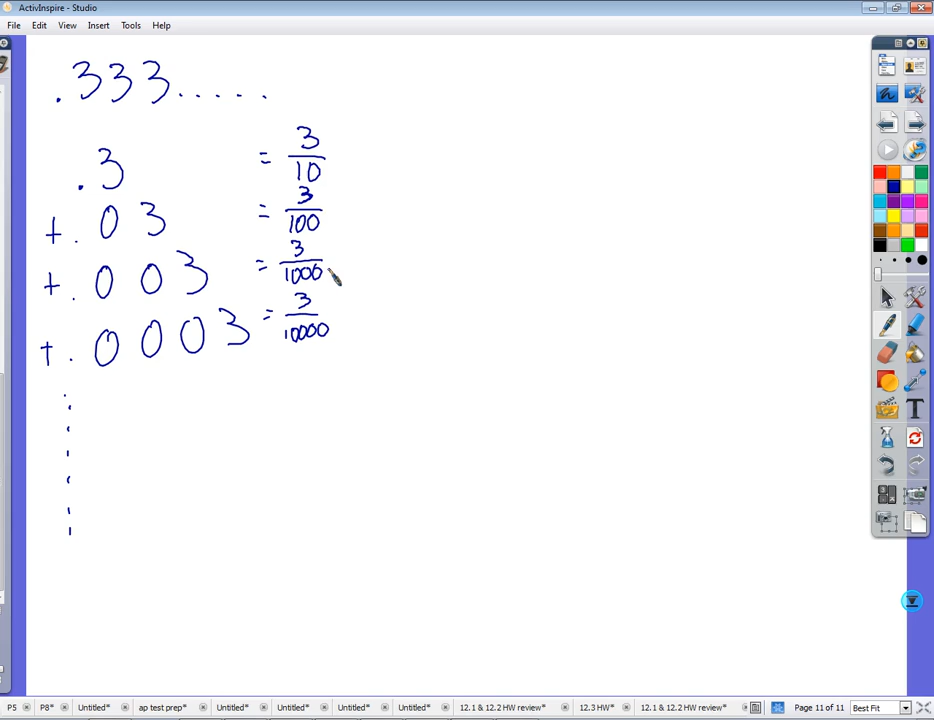 ActivInspire - Studio
File Edit View Insert Tools Help
.333.....
.3 = 3/10
+.03 = 3/100
+.003 = 3/1000
+.0003 = 3/10000
P5 P8* Untitled* ap test prep* Untitled* Untitled* Untitled* Untitled* 12.1 & 12.2 HW review* 12.3 HW* 12.1 & 12.2 HW review* Page 11 of 11 Best Fit